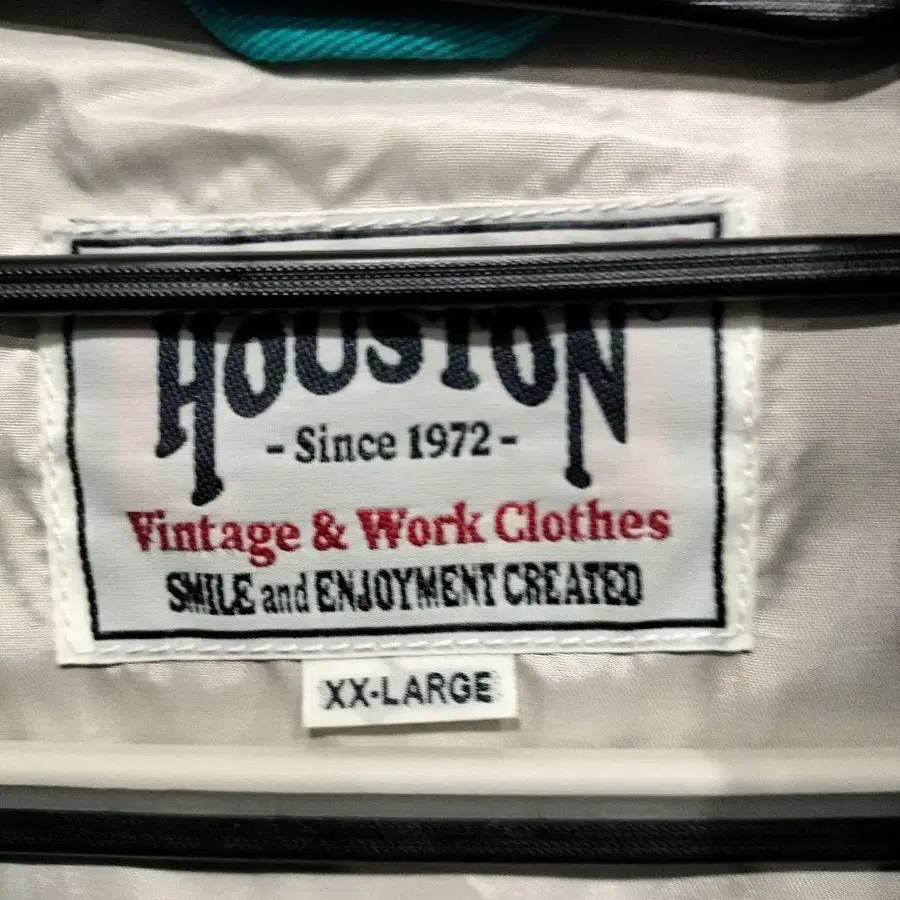 HOUSTON
- Since 1972 -
Vintage & Work Clothes
SMILE and ENJOYMENT CREATED
XX-LARGE